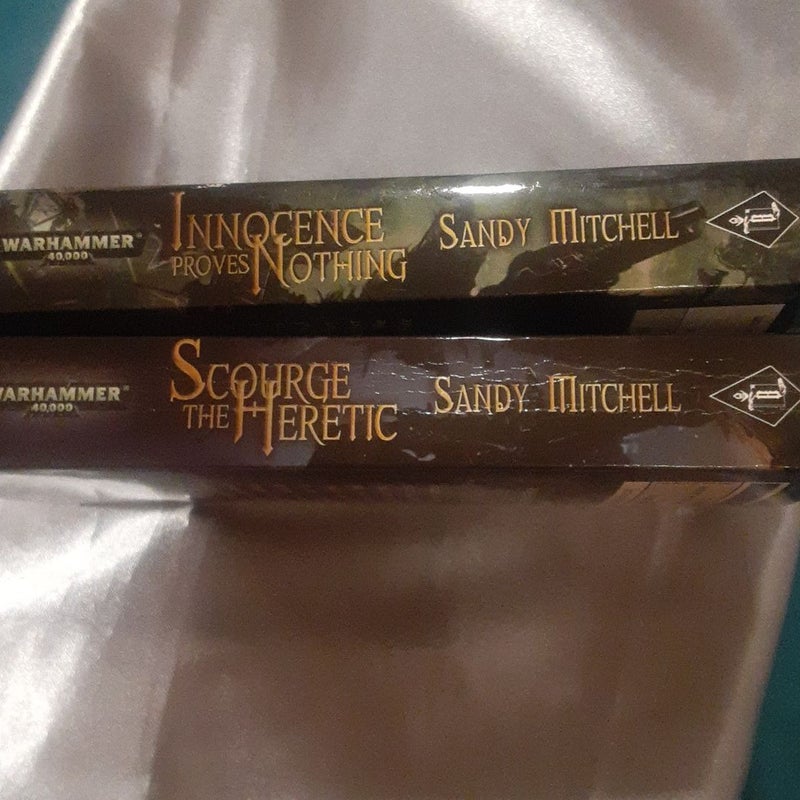 WARHAMMER®
40,000
INNOCENCE
PROVES NOTHING
SANDY MITCHELL
WARHAMMER®
40,000
SCOURGE
THE HERETIC
SANDY MITCHELL